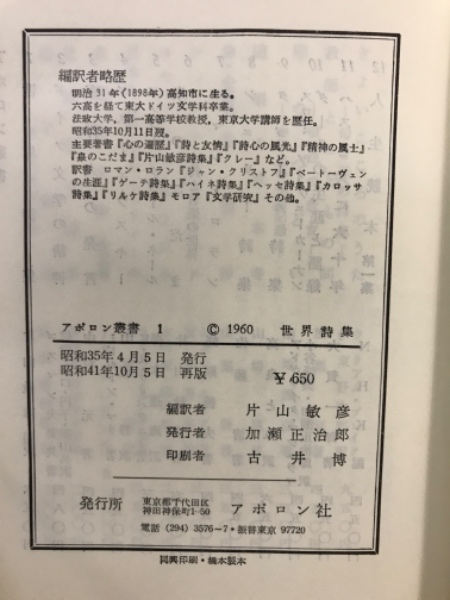 編訳者略歴
明治31年(1898年)高知市に生る。
六高を経て東大ドイツ文学科卒業。
法政大学、第一高等学校教授。東京大学講師を歴任。
昭和35年10月11日歿。
主要著書『心の遍歴』『詩と友情』『詩心の風光』『精神の風土』
『泉のこだま』『片山敏彦詩集』『クレー』など。
訳書 ロマン・ロラン『ジャン・クリストフ』『ベートーヴェン
の生涯』『ゲーテ詩集』『ハイネ詩集』『ヘッセ詩集』『カロッサ
詩集』『リルケ詩集』モロア『文学研究』その他。
アポロン叢書 1 © 1960 世界詩集
昭和35年4月5日 発行
昭和41年10月5日 再版
¥ 650
編訳者 片山敏彦
発行者 加瀬正治郎
印刷者 古井博
発行所 東京都千代田区
神田神保町1-50 アポロン社
電話 (294) 3576~7・振替東京 97720
同興印刷・橋本製本